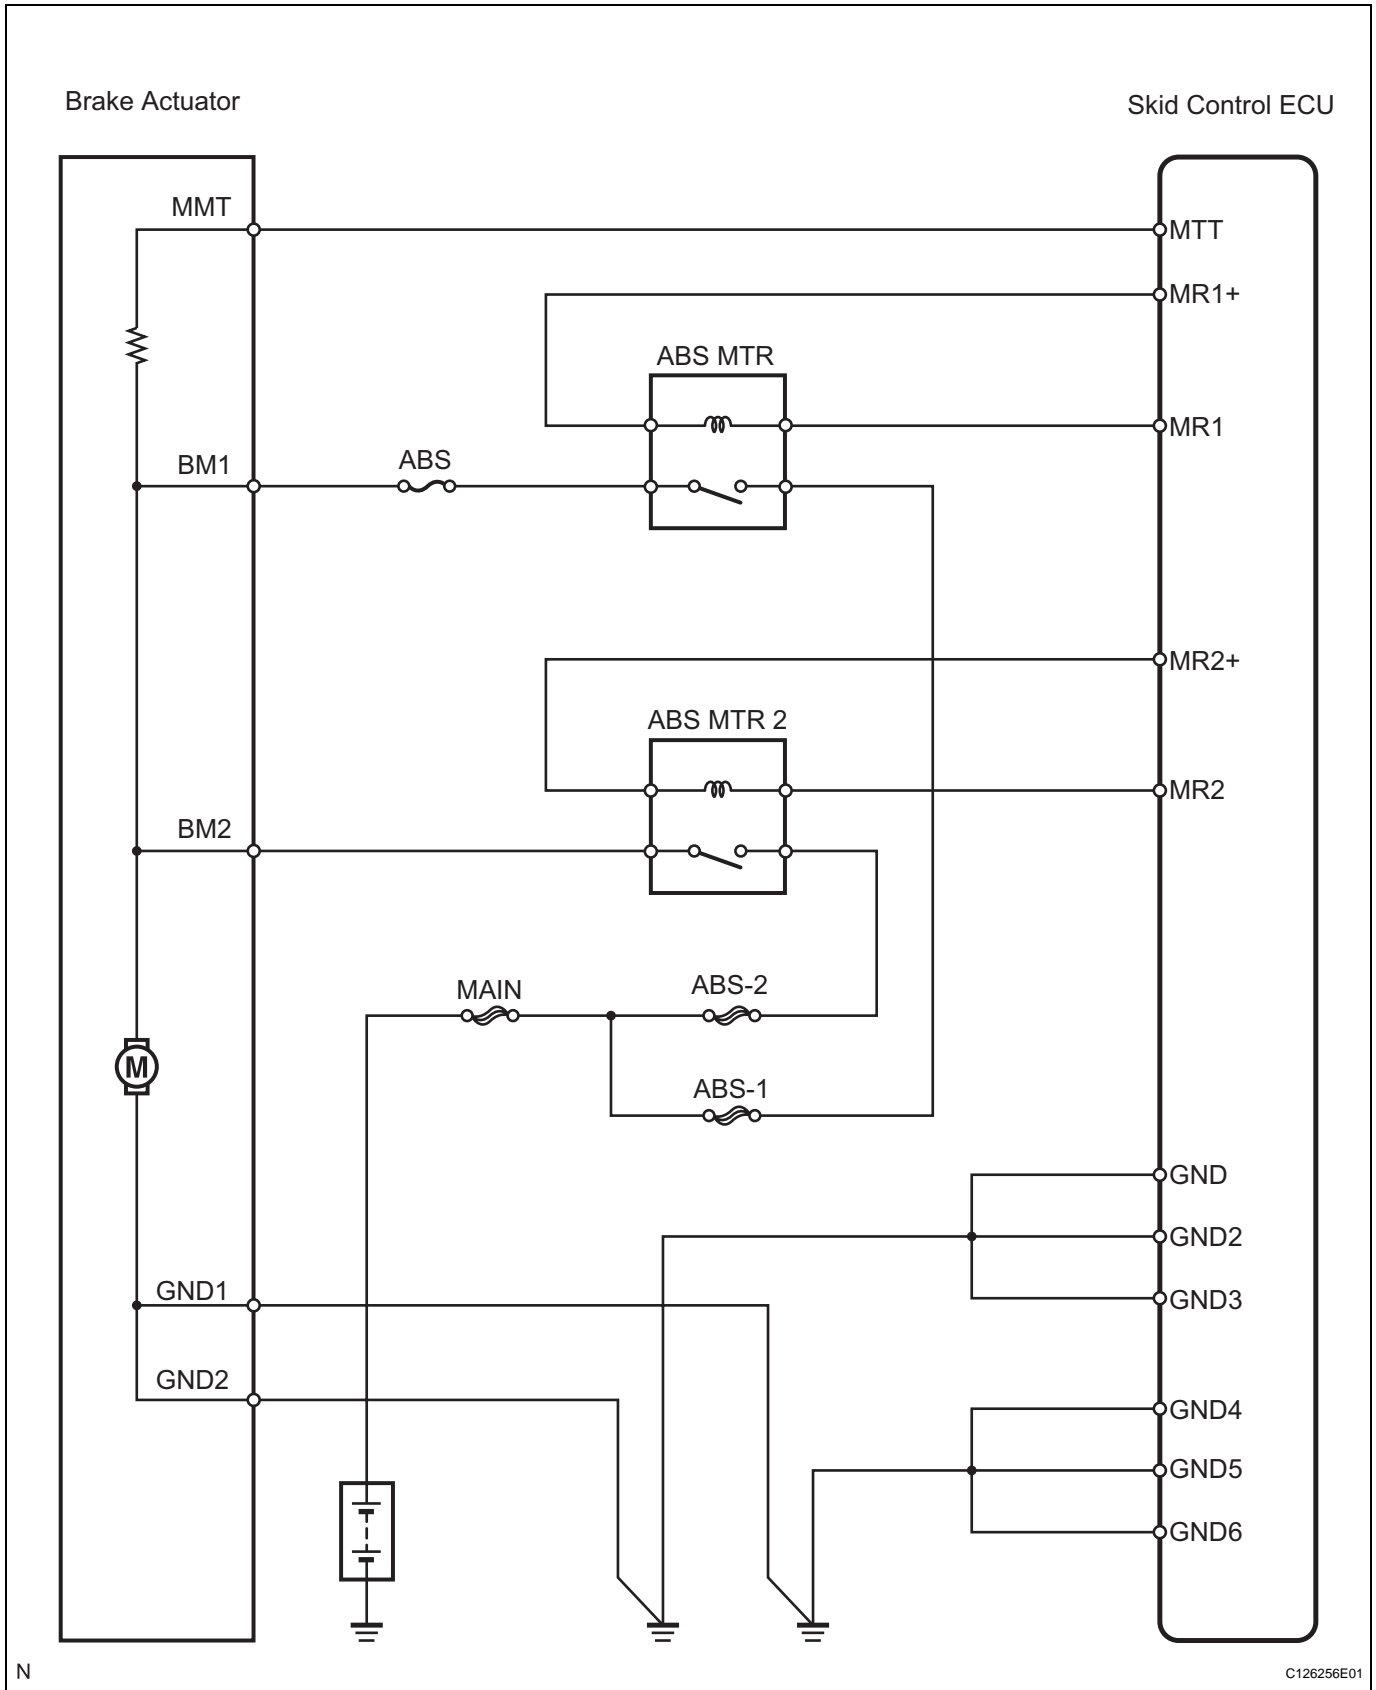 Brake Actuator
Skid Control ECU
MMT
MTT
MR1+
ABS MTR
MR1
BM1
ABS
MR2+
ABS MTR 2
MR2
BM2
MAIN
ABS-2
M
ABS-1
GND
GND2
GND1
GND3
GND2
GND4
GND5
GND6
N
C126256E01